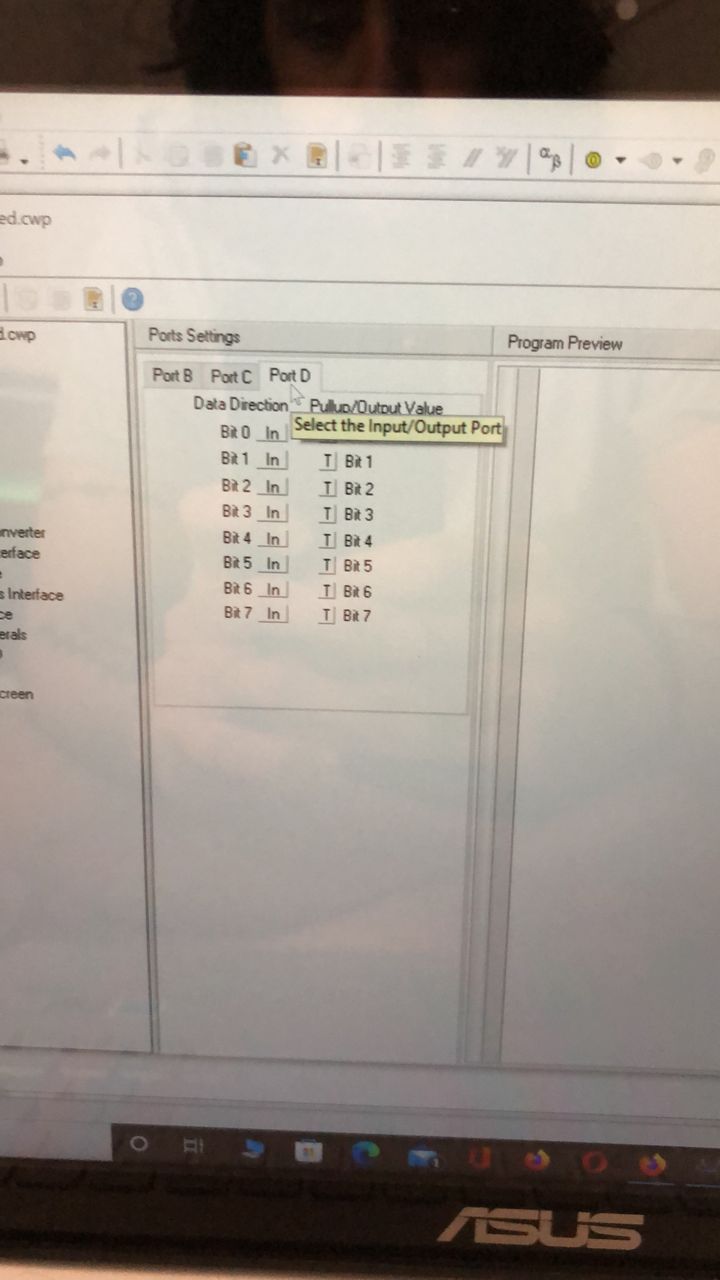 ed.cwp
d.cwp
nverter
erface
s Interface
ce
erals
creen
Ports Settings
Port B Port C Port D
Data Direction Pullup/Output Value
Select the Input/Output Port
Bit 0 In
Bit 1 In T Bit 1
Bit 2 In T Bit 2
Bit 3 In T Bit 3
Bit 4 In T Bit 4
Bit 5 In T Bit 5
Bit 6 In T Bit 6
Bit 7 In T Bit 7
Program Preview
ASUS